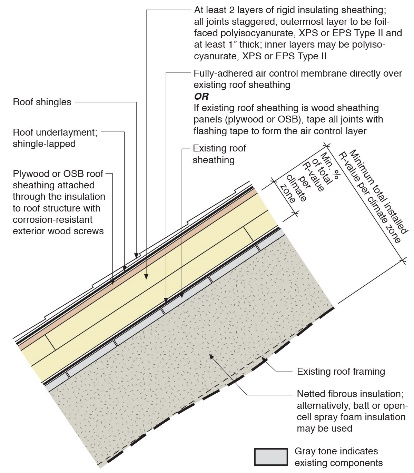 At least 2 layers of rigid insulating sheathing;
all joints staggered, outermost layer to be foil-
faced polyisocyanurate, XPS or EPS Type II and
at least 1" thick; inner layers may be polyiso-
cyanurate, XPS or EPS Type II
Fully-adhered air control membrane directly over
existing roof sheathing
OR
If existing roof sheathing is wood sheathing
panels (plywood or OSB), tape all joints with
flashing tape to form the air control layer
Existing roof
sheathing
Roof shingles
Roof underlayment;
shingle-lapped
Plywood or OSB roof
sheathing attached
through the insulation
to roof structure with
corrosion-resistant
exterior wood screws
Min. %
of total
R-value
per
climate
zone
Minimum total installed
R-value per climate zone
Existing roof framing
Netted fibrous insulation;
alternatively, batt or open-
cell spray foam insulation
may be used
Gray tone indicates
existing components